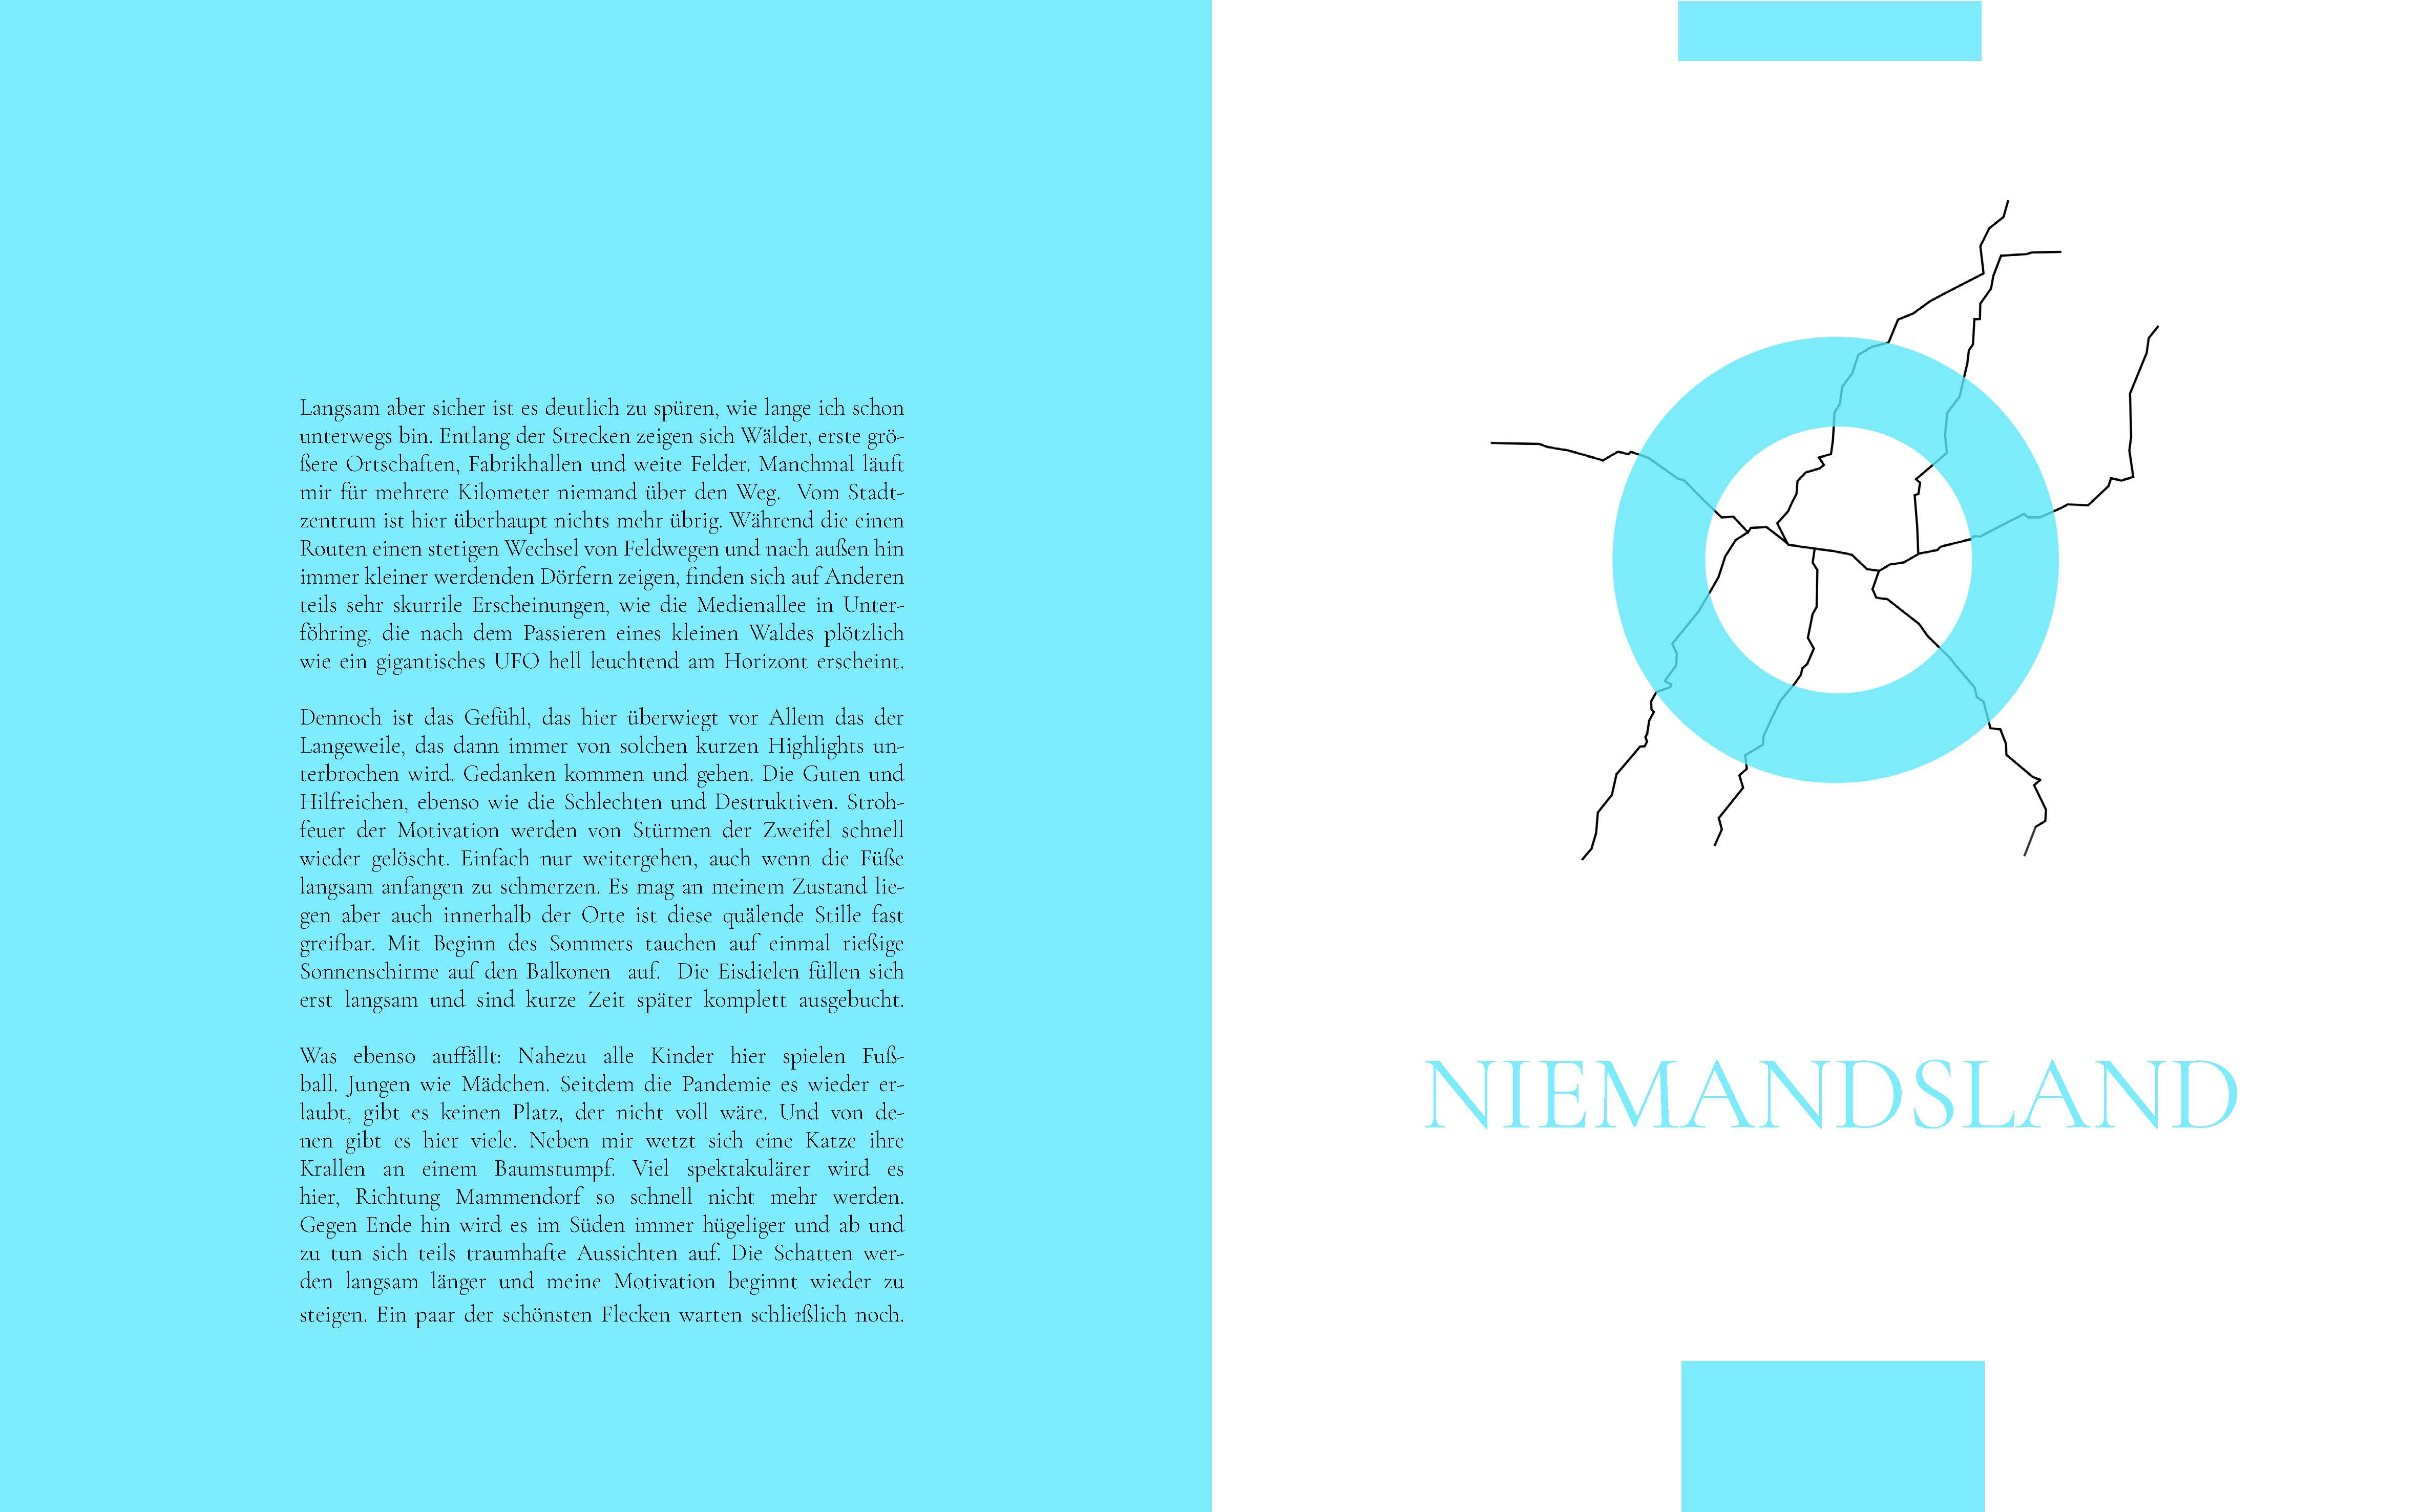 Langsam aber sicher ist es deutlich zu spüren, wie lange ich schon
unterwegs bin. Entlang der Strecken zeigen sich Wälder, erste grö-
ßere Ortschaften, Fabrikhallen und weite Felder. Manchmal läuft
mir für mehrere Kilometer niemand über den Weg.  Vom Stadt-
zentrum ist hier überhaupt nichts mehr übrig. Während die einen
Routen einen stetigen Wechsel von Feldwegen und nach außen hin
immer kleiner werdenden Dörfern zeigen, finden sich auf Anderen
teils sehr skurrile Erscheinungen, wie die Medienallee in Unter-
föhring, die nach dem Passieren eines kleinen Waldes plötzlich
wie ein gigantisches UFO hell leuchtend am Horizont erscheint.

Dennoch ist das Gefühl, das hier überwiegt vor Allem das der
Langeweile, das dann immer von solchen kurzen Highlights un-
terbrochen wird. Gedanken kommen und gehen. Die Guten und
Hilfreichen, ebenso wie die Schlechten und Destruktiven. Stroh-
feuer der Motivation werden von Stürmen der Zweifel schnell
wieder gelöscht. Einfach nur weitergehen, auch wenn die Füße
langsam anfangen zu schmerzen. Es mag an meinem Zustand lie-
gen aber auch innerhalb der Orte ist diese quälende Stille fast
greifbar. Mit Beginn des Sommers tauchen auf einmal rießige
Sonnenschirme auf den Balkonen  auf.  Die Eisdielen füllen sich
erst langsam und sind kurze Zeit später komplett ausgebucht.

Was ebenso auffällt: Nahezu alle Kinder hier spielen Fuß-
ball. Jungen wie Mädchen. Seitdem die Pandemie es wieder er-
laubt, gibt es keinen Platz, der nicht voll wäre. Und von de-
nen gibt es hier viele. Neben mir wetzt sich eine Katze ihre
Krallen an einem Baumstumpf. Viel spektakulärer wird es
hier, Richtung Mammendorf so schnell nicht mehr werden.
Gegen Ende hin wird es im Süden immer hügeliger und ab und
zu tun sich teils traumhafte Aussichten auf. Die Schatten wer-
den langsam länger und meine Motivation beginnt wieder zu
steigen. Ein paar der schönsten Flecken warten schließlich noch.

NIEMANDSLAND